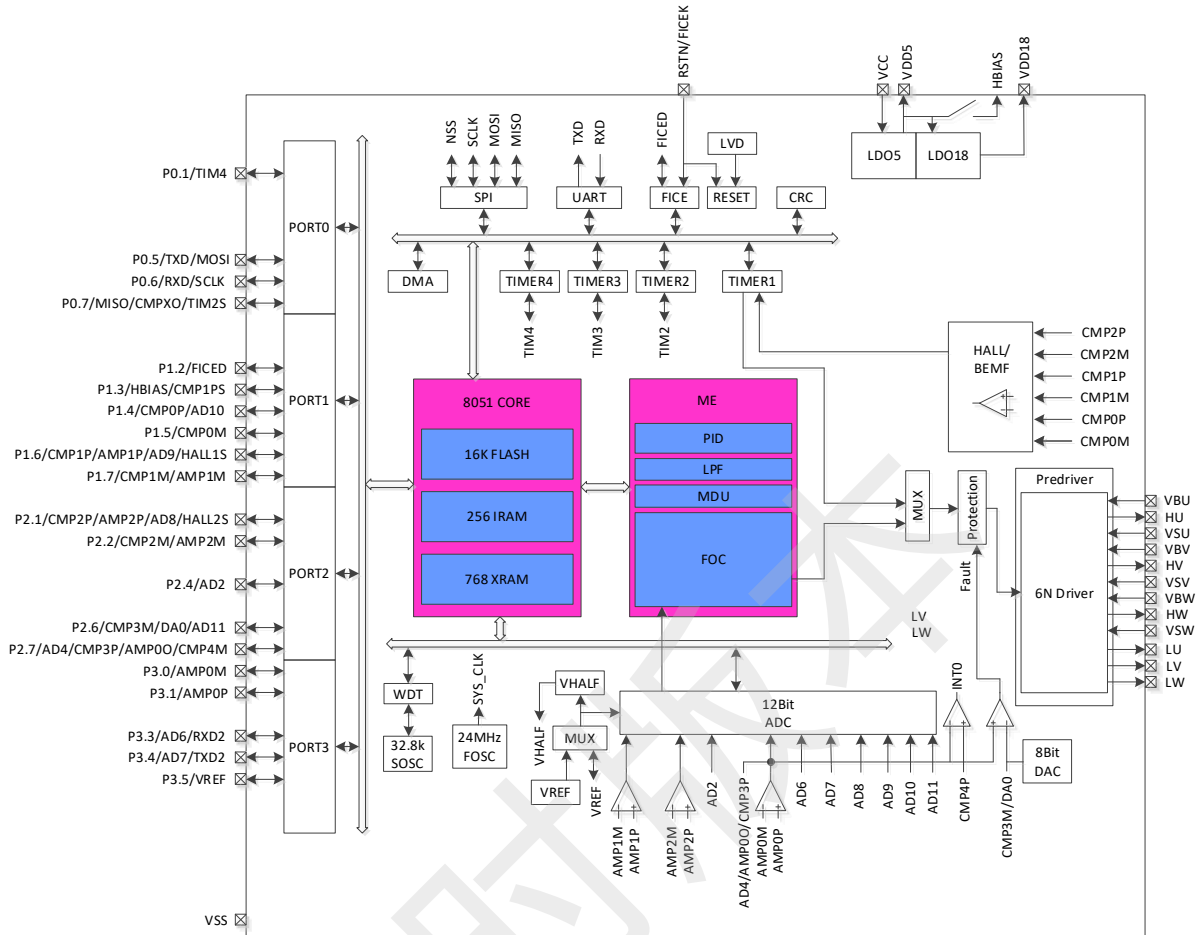 RSTN/FICEK
VCC
VDD5
HBIAS
VDD18
NSS
SCLK
MOSI
MISO
TXD
RXD
FICED
LVD
LDO5
LDO18
SPI
UART
FICE
RESET
CRC
DMA
TIMER4
TIMER3
TIMER2
TIMER1
TIM4
TIM3
TIM2
P0.1/TIM4
P0.5/TXD/MOSI
P0.6/RXD/SCLK
P0.7/MISO/CMPXO/TIM2S
P1.2/FICED
P1.3/HBIAS/CMP1PS
P1.4/CMP0P/AD10
P1.5/CMP0M
P1.6/CMP1P/AMP1P/AD9/HALL1S
P1.7/CMP1M/AMP1M
P2.1/CMP2P/AMP2P/AD8/HALL2S
P2.2/CMP2M/AMP2M
P2.4/AD2
P2.6/CMP3M/DA0/AD11
P2.7/AD4/CMP3P/AMP0O/CMP4M
P3.0/AMP0M
P3.1/AMP0P
P3.3/AD6/RXD2
P3.4/AD7/TXD2
P3.5/VREF
VSS
PORT0
PORT1
PORT2
PORT3
8051 CORE
16K FLASH
256 IRAM
768 XRAM
ME
PID
LPF
MDU
FOC
HALL/
BEMF
CMP2P
CMP2M
CMP1P
CMP1M
CMP0P
CMP0M
MUX
Protection
Fault
Predriver
6N Driver
VBU
HU
VSU
VBV
HV
VSV
VBW
HW
VSW
LU
LV
LW
LV
LW
WDT
32.8k
SOSC
SYS_CLK
24MHz
FOSC
VHALF
VHALF
MUX
VREF
VREF
12Bit
ADC
INT0
8Bit
DAC
AMP1M
AMP1P
AMP2M
AMP2P
AD2
AD4/AMP0O/CMP3P
AMP0M
AMP0P
AD6
AD7
AD8
AD9
AD10
AD11
CMP4P
CMP3M/DA0
时版本